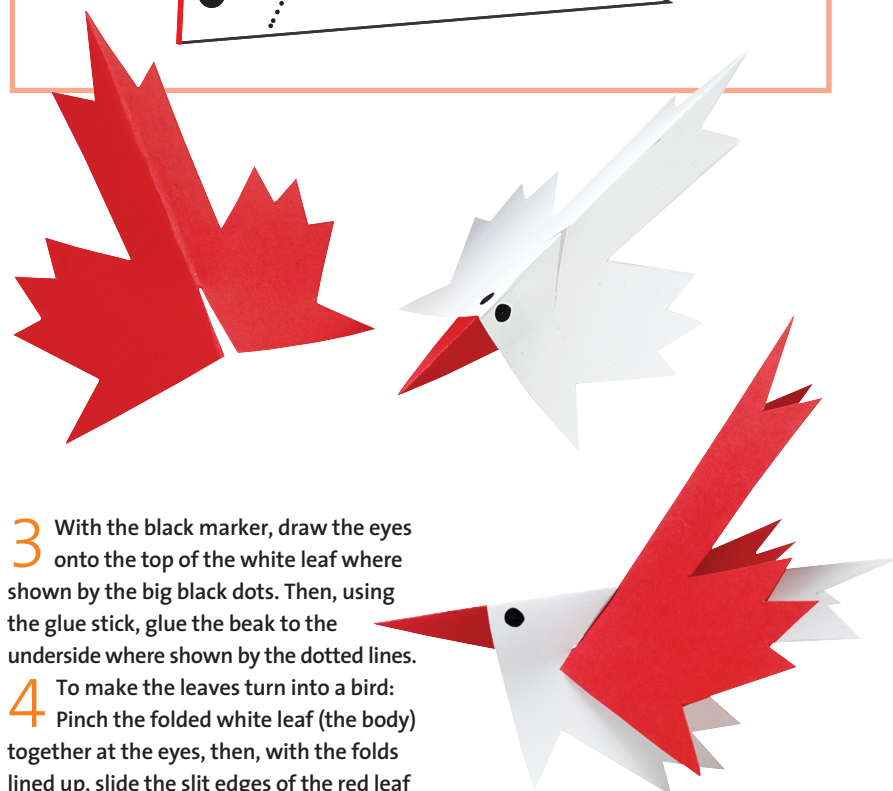 3 With the black marker, draw the eyes
onto the top of the white leaf where
shown by the big black dots. Then, using
the glue stick, glue the beak to the
underside where shown by the dotted lines.
4 To make the leaves turn into a bird:
Pinch the folded white leaf (the body)
together at the eyes, then, with the folds
lined up, slide the slit edges of the red leaf